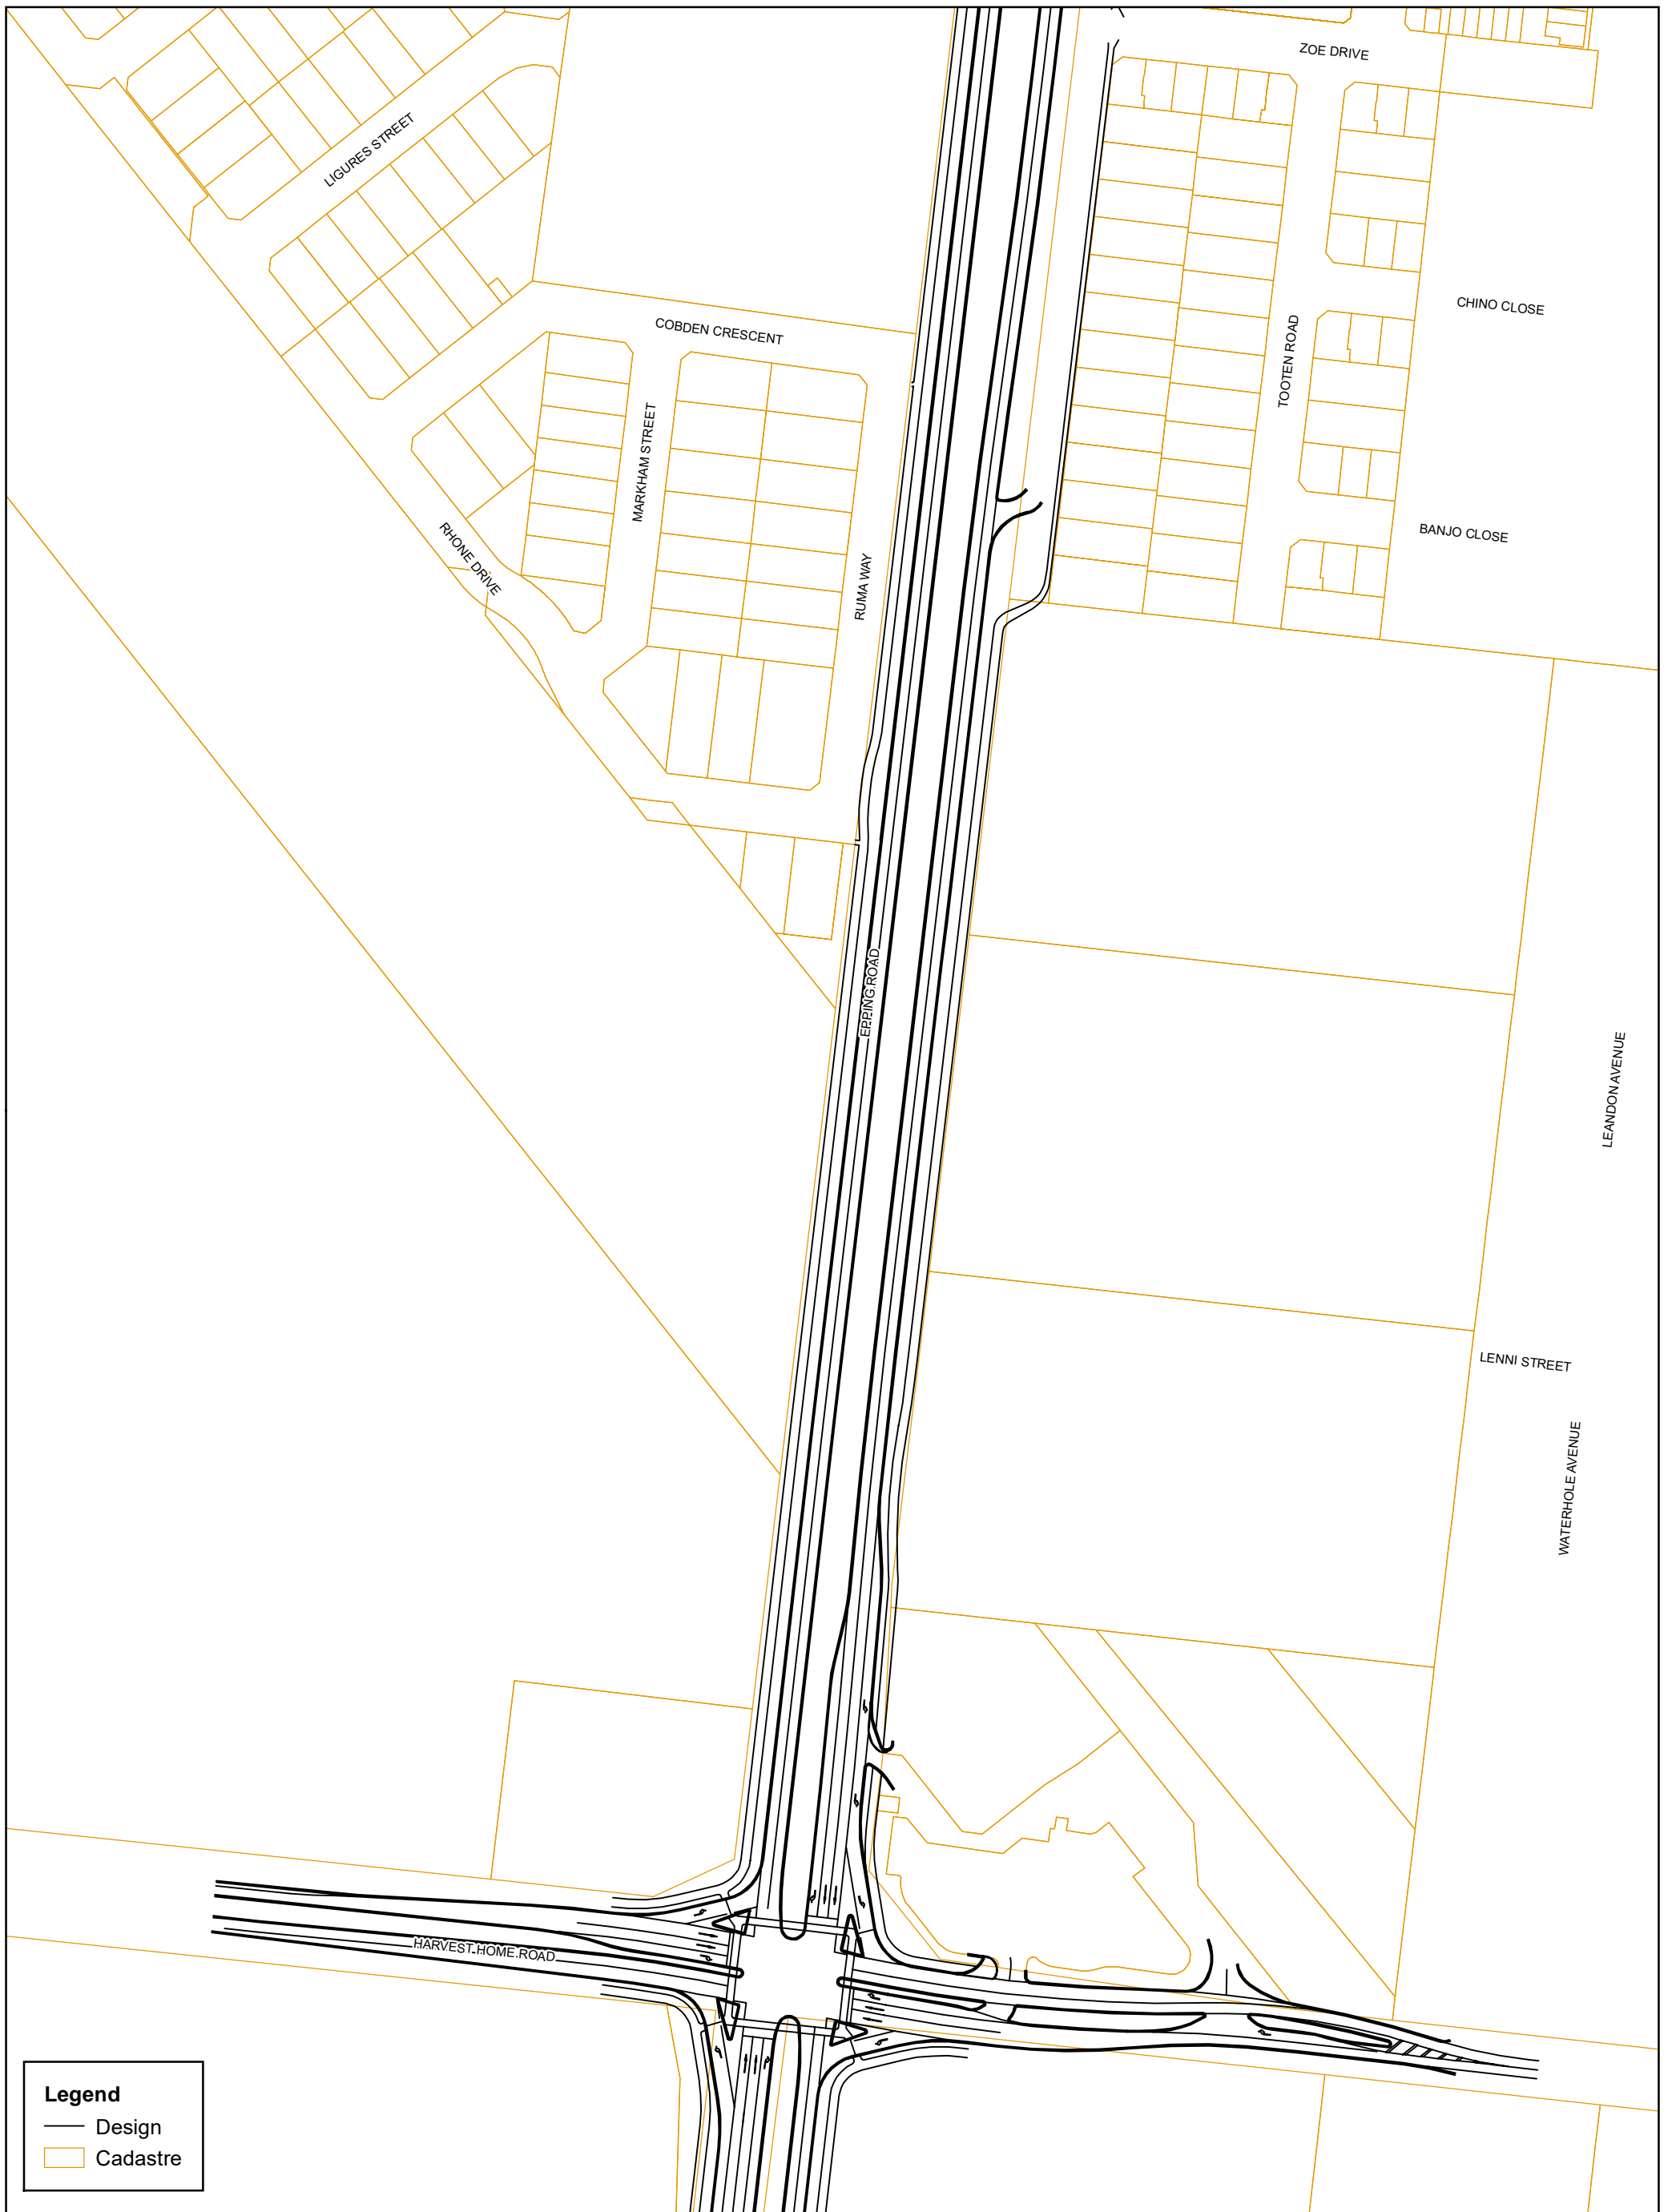 ZOE DRIVE
LIGURES STREET
CHINO CLOSE
COBDEN CRESCENT
TOOTEN ROAD
MARKHAM STREET
BANJO CLOSE
RHONE DRIVE
RUMA WAY
EPPING ROAD
LEANDON AVENUE
LENNI STREET
WATERHOLE AVENUE
HARVEST HOME ROAD
Legend
Design
Cadastre